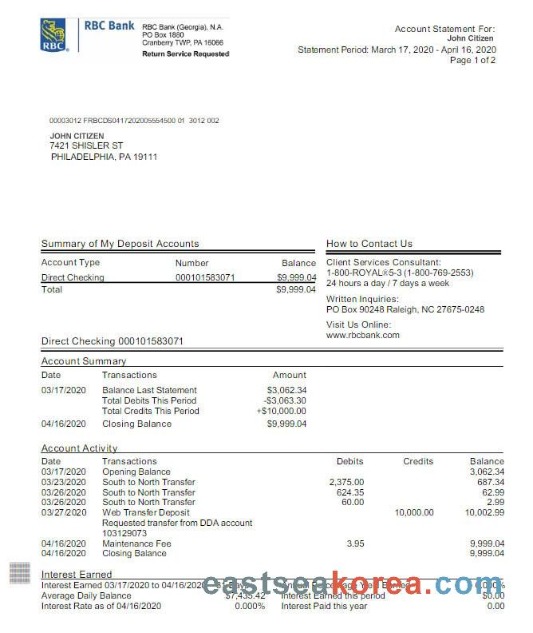 RBC
RBC Bank
RBC Bank (Georgia), N.A.
PO Box 1880
Cranberry TWP, PA 16066
Return Service Requested
Account Statement For:
John Citizen
Statement Period: March 17, 2020 - April 16, 2020
Page 1 of 2
JOHN CITIZEN
7421 SHISLER ST
PHILADELPHIA, PA 19111
Summary of My Deposit Accounts
Account Type Number Balance
Direct Checking 000101583071 $9,999.04
Total $9,999.04
How to Contact Us
Client Services Consultant:
1-800-ROYAL®5-3 (1-800-769-2553)
24 hours a day / 7 days a week
Written Inquiries:
PO Box 90248 Raleigh, NC 27675-0248
Visit Us Online:
www.rbcbank.com
Direct Checking 000101583071
Account Summary
Date Transactions Amount
03/17/2020 Balance Last Statement $3,062.34
Total Debits This Period -$3,063.30
Total Credits This Period +$10,000.00
04/16/2020 Closing Balance $9,999.04
Account Activity
Date Transactions Debits Credits Balance
03/17/2020 Opening Balance 3,062.34
03/23/2020 South to North Transfer 2,375.00 687.34
03/26/2020 South to North Transfer 624.35 62.99
03/26/2020 South to North Transfer 60.00 2.99
03/27/2020 Web Transfer Deposit 10,000.00 10,002.99
Requested transfer from DDA account
103129073
04/16/2020 Maintenance Fee 3.95 9,999.04
04/16/2020 Closing Balance 9,999.04
Interest Earned
Interest Earned 03/17/2020 to 04/16/2020
Average Daily Balance $7,435.42 Interest Earned this period $0.00
Interest Rate as of 04/16/2020 0.000% Interest Paid this year 0.00
eastseakorea.com